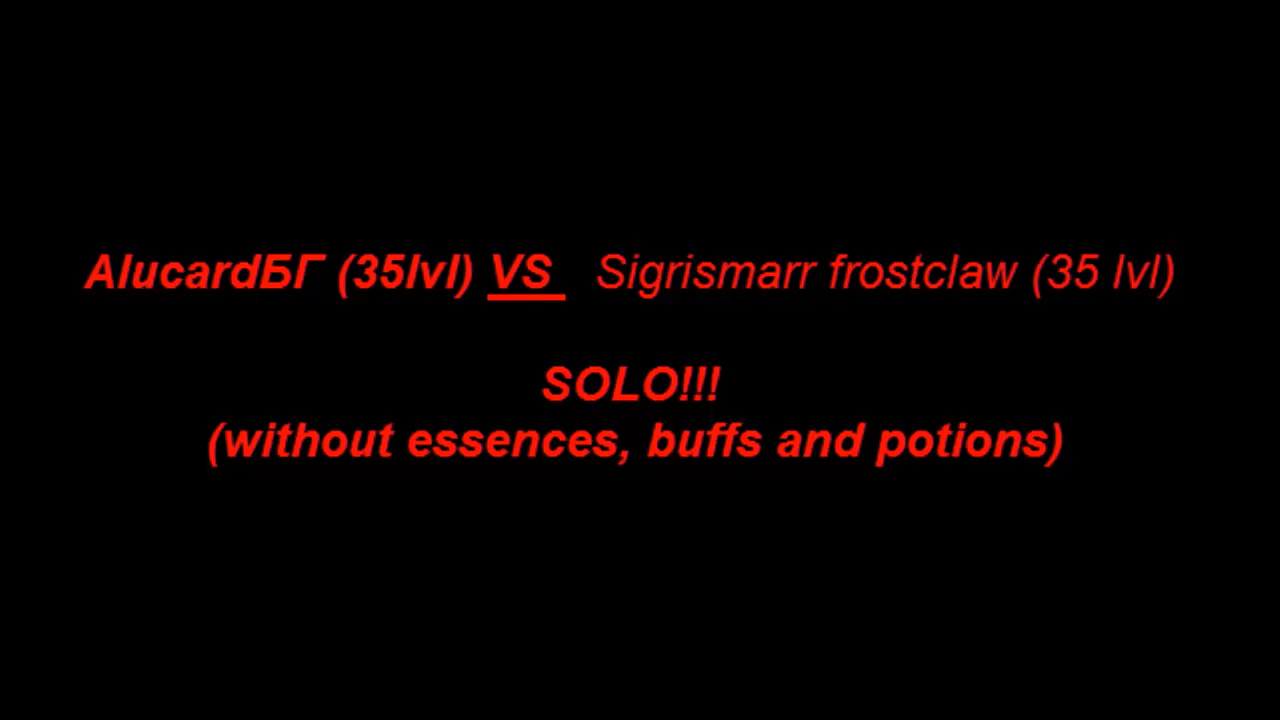 AlucardБГ (35lvl) VS Sigrismarr frostclaw (35 lvl)
SOLO!!!
(without essences, buffs and potions)